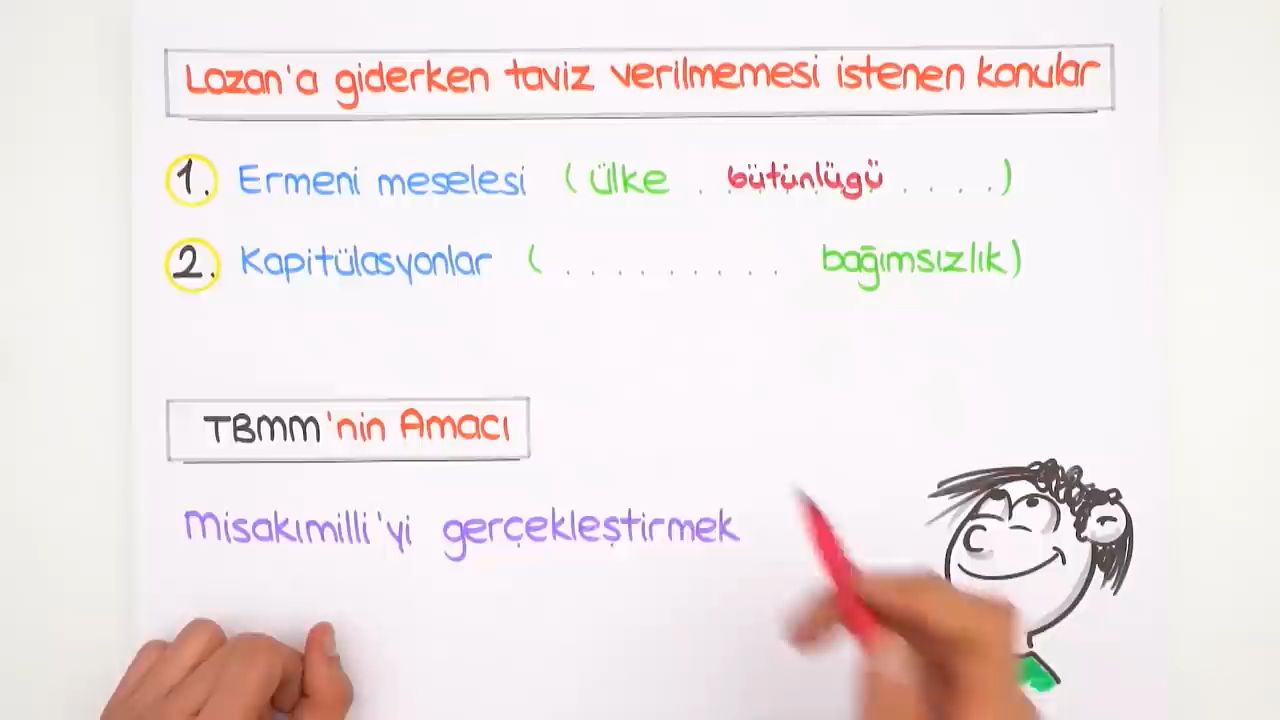 Lozan'a giderken taviz verilmemesi istenen konular
1. Ermeni meselesi (ülke . bütünlüğü . . . .)
2. Kapitülasyonlar (. . . . . . . . . bağımsızlık)
TBMM'nin Amacı
Misakımilli'yi gerçekleştirmek